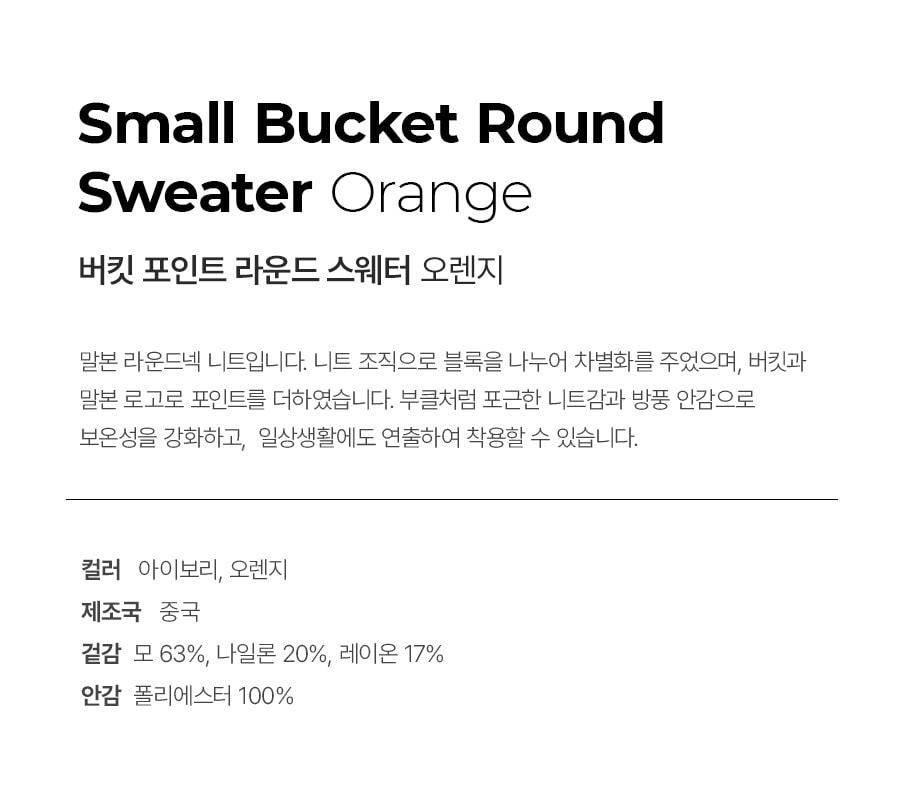 Small Bucket Round
Sweater Orange
버킷 포인트 라운드 스웨터 오렌지
말본 라운드넥 니트입니다. 니트 조직으로 블록을 나누어 차별화를 주었으며, 버킷과
말본 로고로 포인트를 더하였습니다. 부클처럼 포근한 니트감과 방풍 안감으로
보온성을 강화하고, 일상생활에도 연출하여 착용할 수 있습니다.
컬러 아이보리, 오렌지
제조국 중국
겉감 모 63%, 나일론 20%, 레이온 17%
안감 폴리에스터 100%